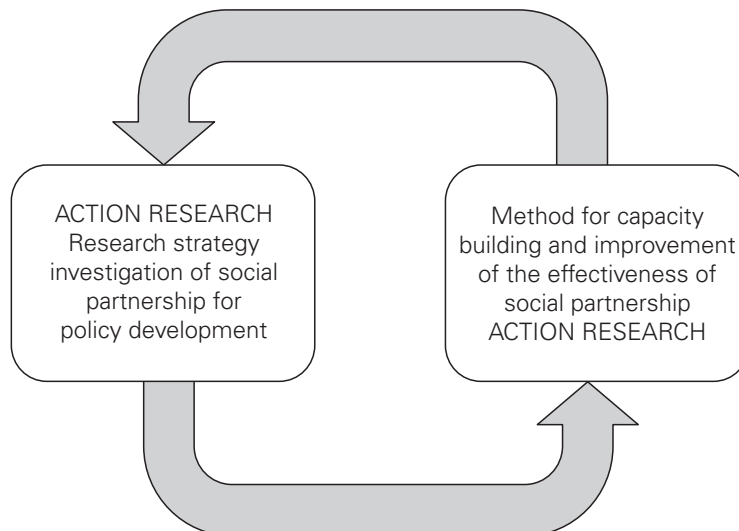 ACTION RESEARCH
Research strategy
investigation of social
partnership for
policy development
Method for capacity
building and improvement
of the effectiveness of
social partnership
ACTION RESEARCH